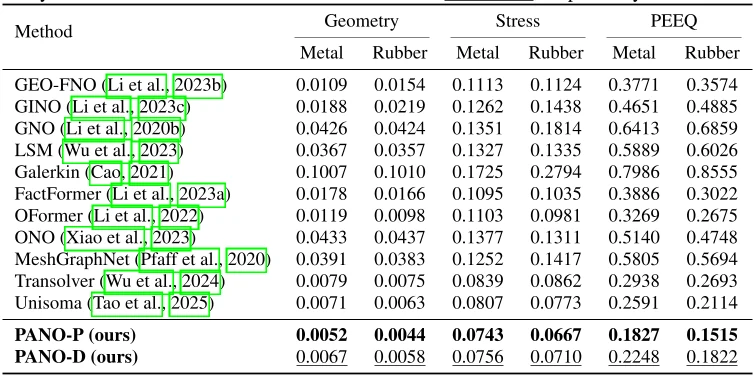 Method Geometry Stress PEEQ
Metal Rubber Metal Rubber Metal Rubber
GEO-FNO (Li et al., 2023b) 0.0109 0.0154 0.1113 0.1124 0.3771 0.3574
GINO (Li et al., 2023c) 0.0188 0.0219 0.1262 0.1438 0.4651 0.4885
GNO (Li et al., 2020b) 0.0426 0.0424 0.1351 0.1814 0.6413 0.6859
LSM (Wu et al., 2023) 0.0367 0.0357 0.1327 0.1335 0.5889 0.6026
Galerkin (Cao, 2021) 0.1007 0.1010 0.1725 0.2794 0.7986 0.8555
FactFormer (Li et al., 2023a) 0.0178 0.0166 0.1095 0.1035 0.3886 0.3022
OFormer (Li et al., 2022) 0.0119 0.0098 0.1103 0.0981 0.3269 0.2675
ONO (Xiao et al., 2023) 0.0433 0.0437 0.1377 0.1311 0.5140 0.4748
MeshGraphNet (Pfaff et al., 2020) 0.0391 0.0383 0.1252 0.1417 0.5805 0.5694
Transolver (Wu et al., 2024) 0.0079 0.0075 0.0839 0.0862 0.2938 0.2693
Unisoma (Tao et al., 2025) 0.0071 0.0063 0.0807 0.0773 0.2591 0.2114
PANO-P (ours) 0.0052 0.0044 0.0743 0.0667 0.1827 0.1515
PANO-D (ours) 0.0067 0.0058 0.0756 0.0710 0.2248 0.1822